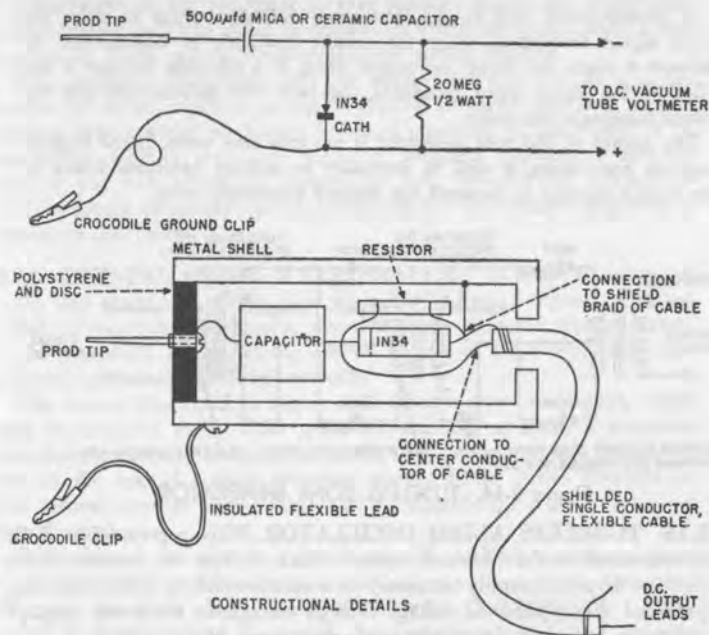 500μμfd MICA OR CERAMIC CAPACITOR
PROD TIP
IN34
CATH
20 MEG
1/2 WATT
−
TO D.C. VACUUM
TUBE VOLTMETER
+
CROCODILE GROUND CLIP
METAL SHELL
RESISTOR
POLYSTYRENE
AND DISC
CONNECTION
TO SHIELD
BRAID OF CABLE
PROD TIP
CAPACITOR
IN34
CONNECTION TO
CENTER CONDUC-
TOR OF CABLE
INSULATED FLEXIBLE LEAD
SHIELDED
SINGLE CONDUCTOR,
FLEXIBLE CABLE
CROCODILE CLIP
CONSTRUCTIONAL DETAILS
D.C.
OUTPUT
LEADS